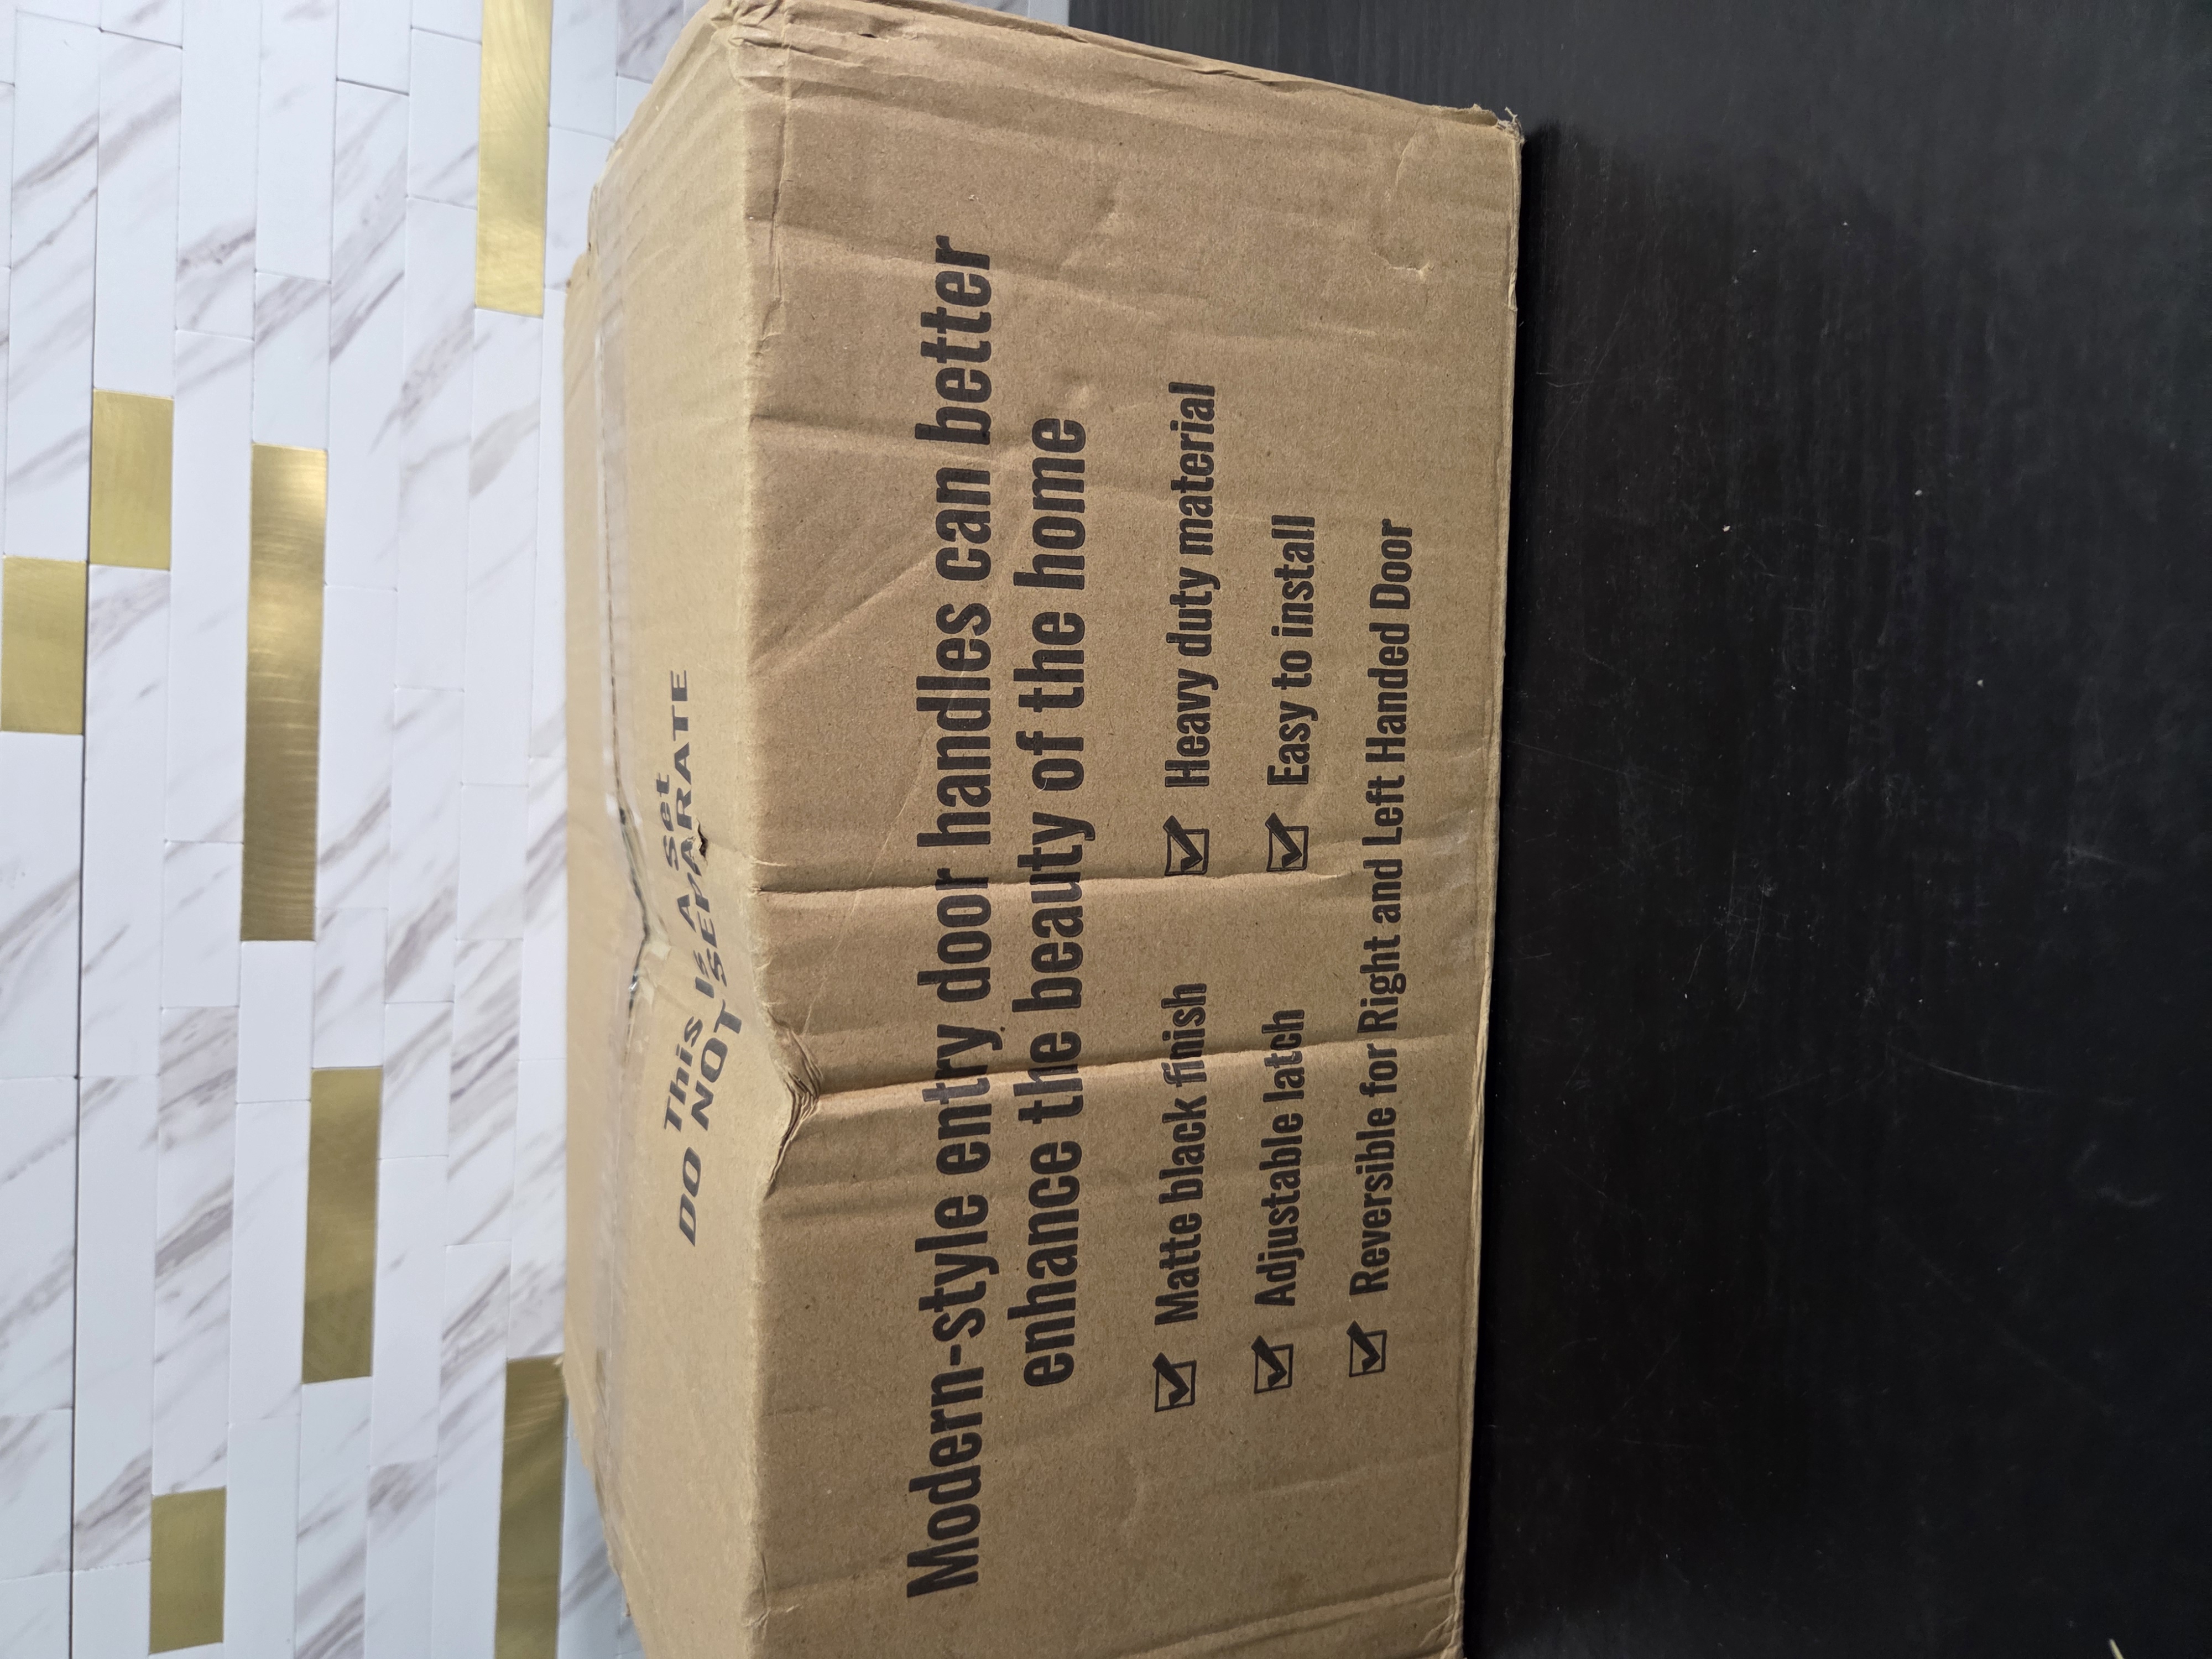 This is A Set
DO NOT SEPARATE
Modern-style entry door handles can better
enhance the beauty of the home
☑ Matte black finish ☑ Heavy duty material
☑ Adjustable latch ☑ Easy to install
☑ Reversible for Right and Left Handed Door